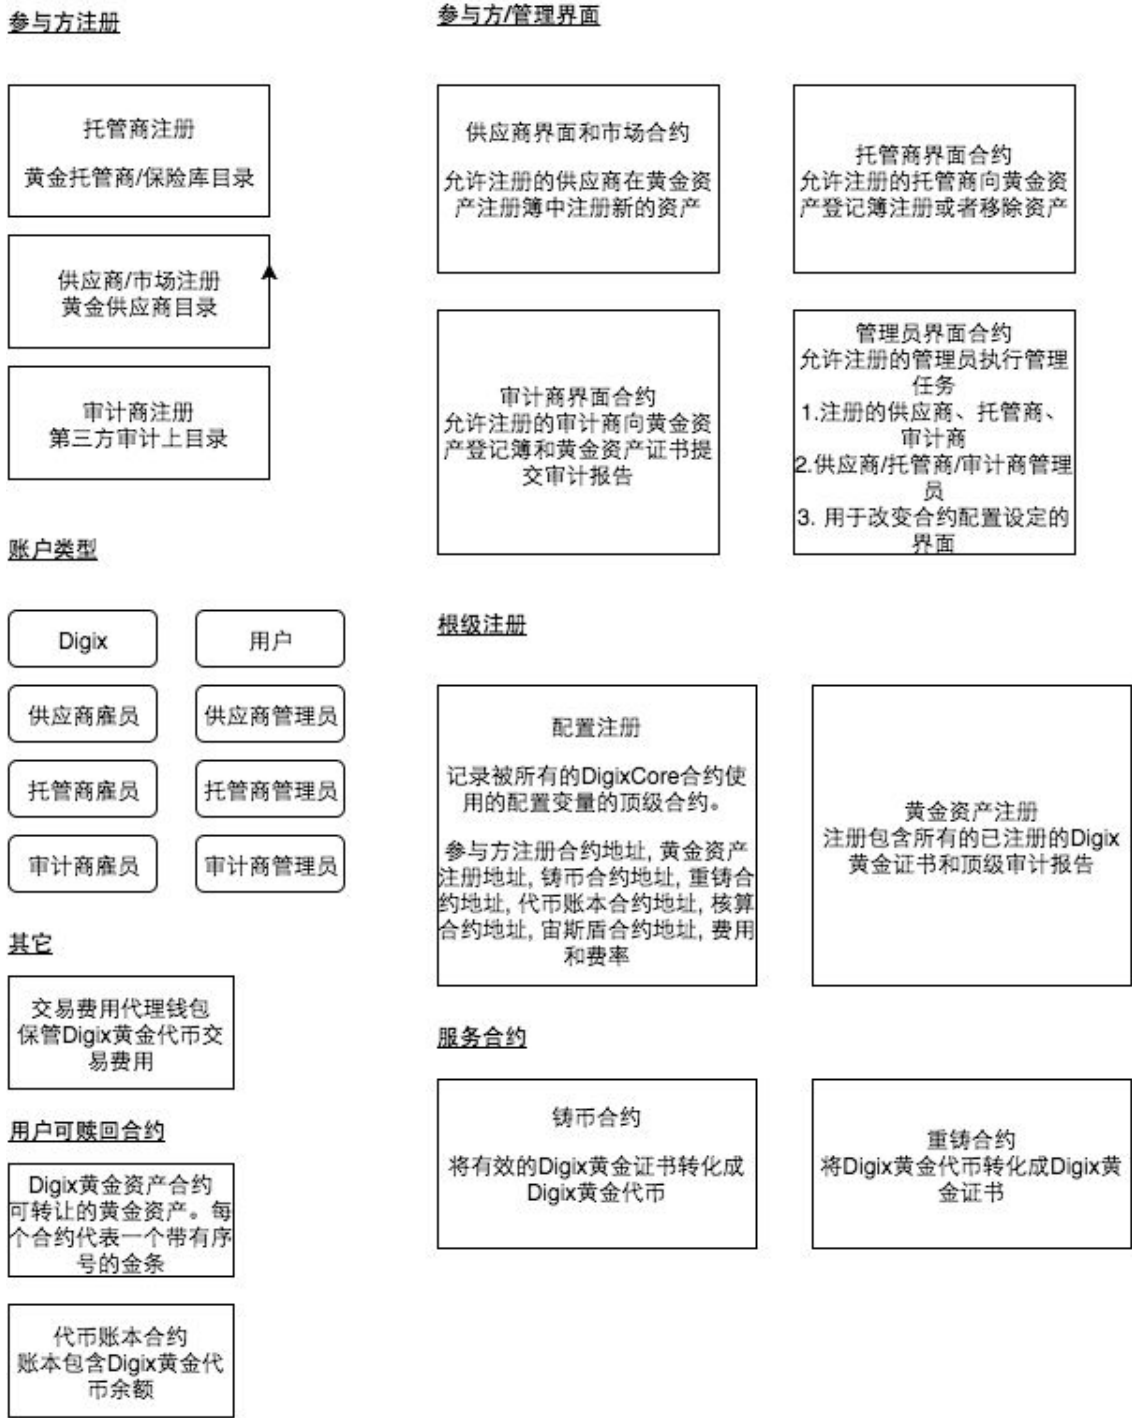 参与方注册
托管商注册
黄金托管商/保险库目录
供应商/市场注册
黄金供应商目录
审计商注册
第三方审计上目录
账户类型
Digix
用户
供应商雇员
供应商管理员
托管商雇员
托管商管理员
审计商雇员
审计商管理员
其它
交易费用代理钱包
保管Digix黄金代币交
易费用
用户可赎回合约
Digix黄金资产合约
可转让的黄金资产。每
个合约代表一个带有序
号的金条
代币账本合约
账本包含Digix黄金代
币余额
参与方/管理界面
供应商界面和市场合约
允许注册的供应商在黄金资
产注册簿中注册新的资产
托管商界面合约
允许注册的托管商向黄金资
产登记簿注册或者移除资产
审计商界面合约
允许注册的审计商向黄金资
产登记簿和黄金资产证书提
交审计报告
管理员界面合约
允许注册的管理员执行管理
任务
1.注册的供应商、托管商、
审计商
2.供应商/托管商/审计商管理
员
3. 用于改变合约配置设定的
界面
根级注册
配置注册
记录被所有的DigixCore合约使
用的配置变量的顶级合约。
参与方注册合约地址, 黄金资产
注册地址, 铸币合约地址, 重铸合
约地址, 代币账本合约地址, 核算
合约地址, 宙斯盾合约地址, 费用
和费率
黄金资产注册
注册包含所有的已注册的Digix
黄金证书和顶级审计报告
服务合约
铸币合约
将有效的Digix黄金证书转化成
Digix黄金代币
重铸合约
将Digix黄金代币转化成Digix黄
金证书